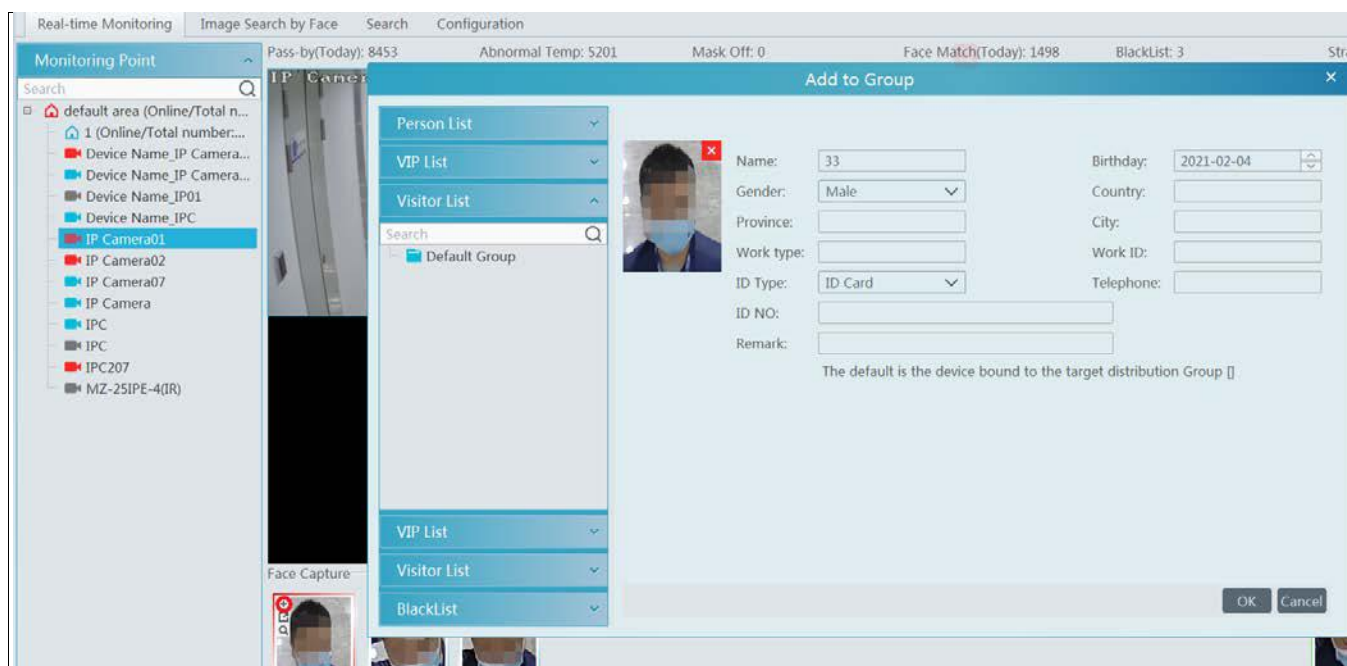 Real-time Monitoring Image Search by Face Search Configuration
Monitoring Point
Pass-by(Today): 8453 Abnormal Temp: 5201 Mask Off: 0 Face Match(Today): 1498 BlackList: 3
Search
default area (Online/Total n...
1 (Online/Total number:...
Device Name_IP Camera...
Device Name_IP Camera...
Device Name_IP01
Device Name_IPC
IP Camera01
IP Camera02
IP Camera07
IP Camera
IPC
IPC
IPC207
MZ-25IPE-4(IR)
Add to Group
Person List
VIP List
Visitor List
Search
Default Group
VIP List
Visitor List
BlackList
Name: 33 Birthday: 2021-02-04
Gender: Male Country:
Province: City:
Work type: Work ID:
ID Type: ID Card Telephone:
ID NO:
Remark:
The default is the device bound to the target distribution Group []
OK Cancel
Face Capture